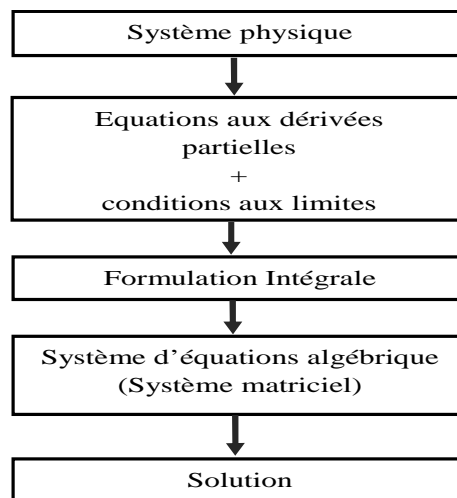 Système physique
Equations aux dérivées
partielles
+
conditions aux limites
Formulation Intégrale
Système d'équations algébrique
(Système matriciel)
Solution